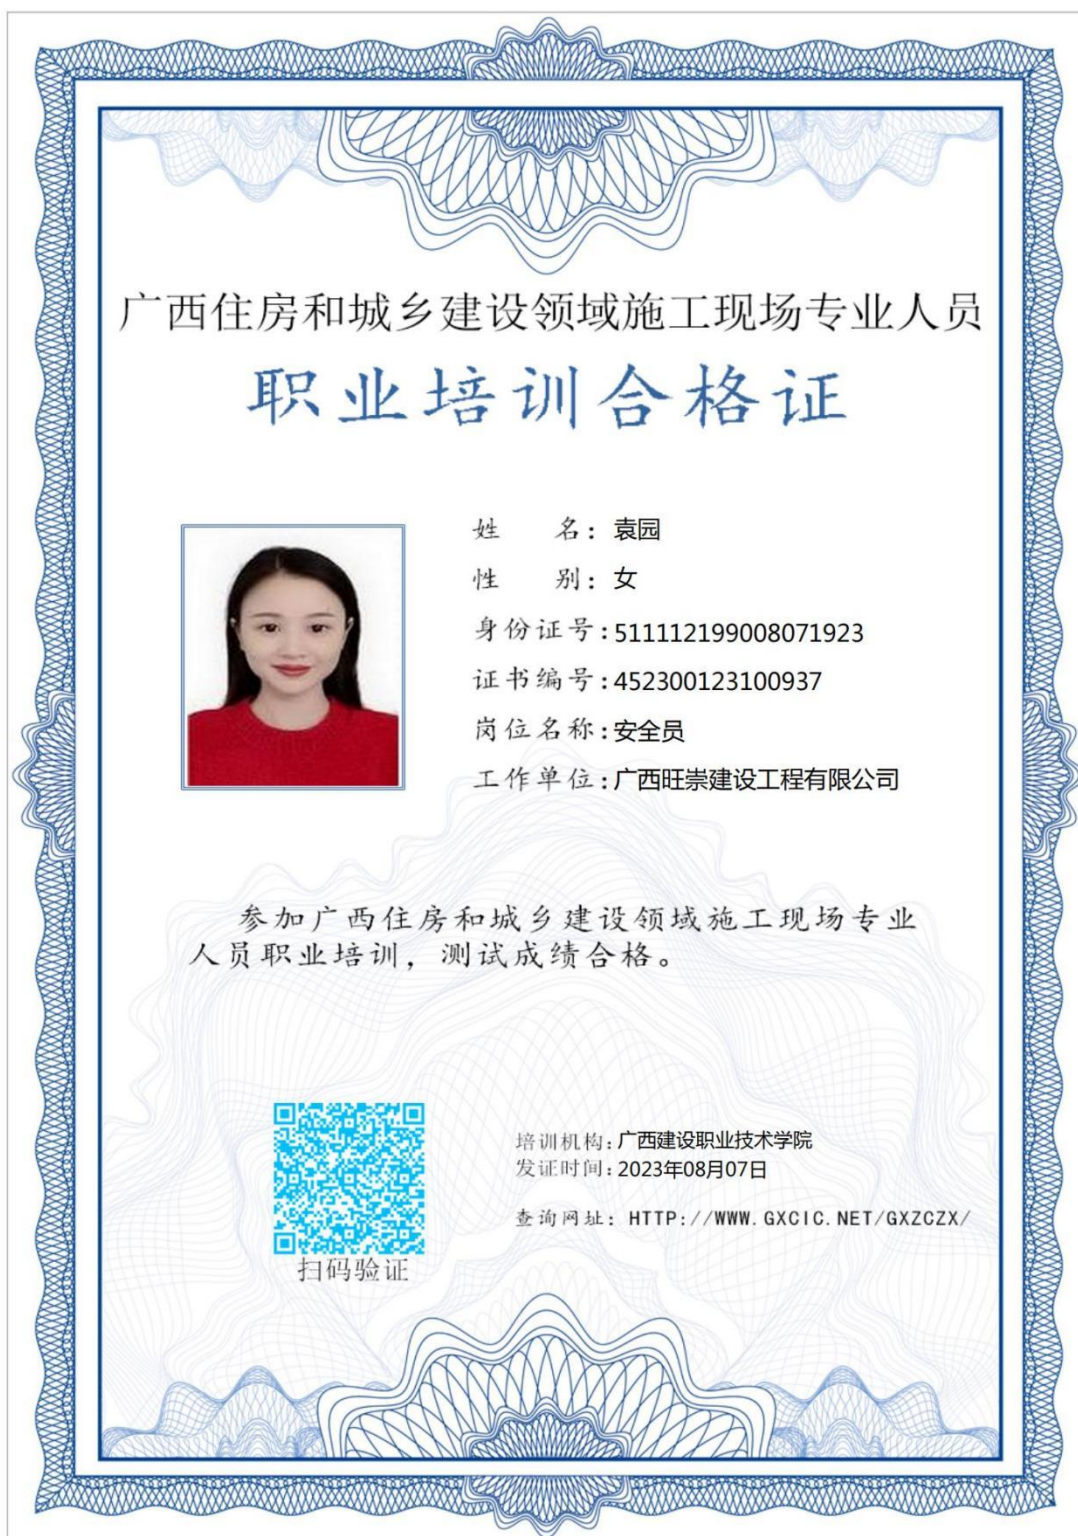 广西住房和城乡建设领域施工现场专业人员
职业培训合格证
姓 名：袁园
性 别：女
身份证号：511112199008071923
证书编号：452300123100937
岗位名称：安全员
工作单位：广西旺崇建设工程有限公司
参加广西住房和城乡建设领域施工现场专业
人员职业培训，测试成绩合格。
培训机构：广西建设职业技术学院
发证时间：2023年08月07日
查询网址：HTTP://WWW.GXCIC.NET/GXZCZX/
扫码验证